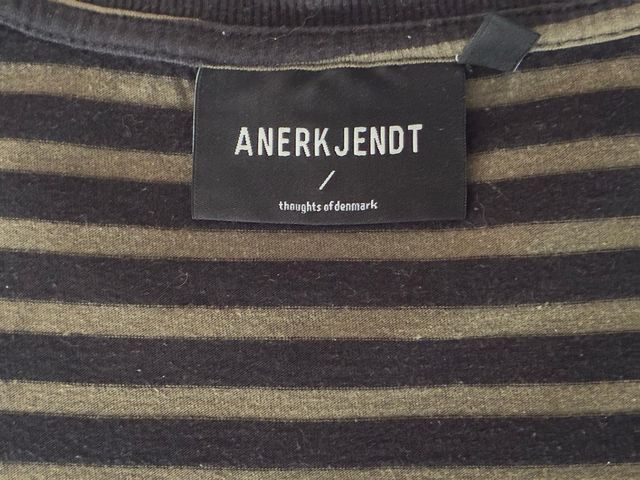 ANERKJENDT
/
thoughts of denmark